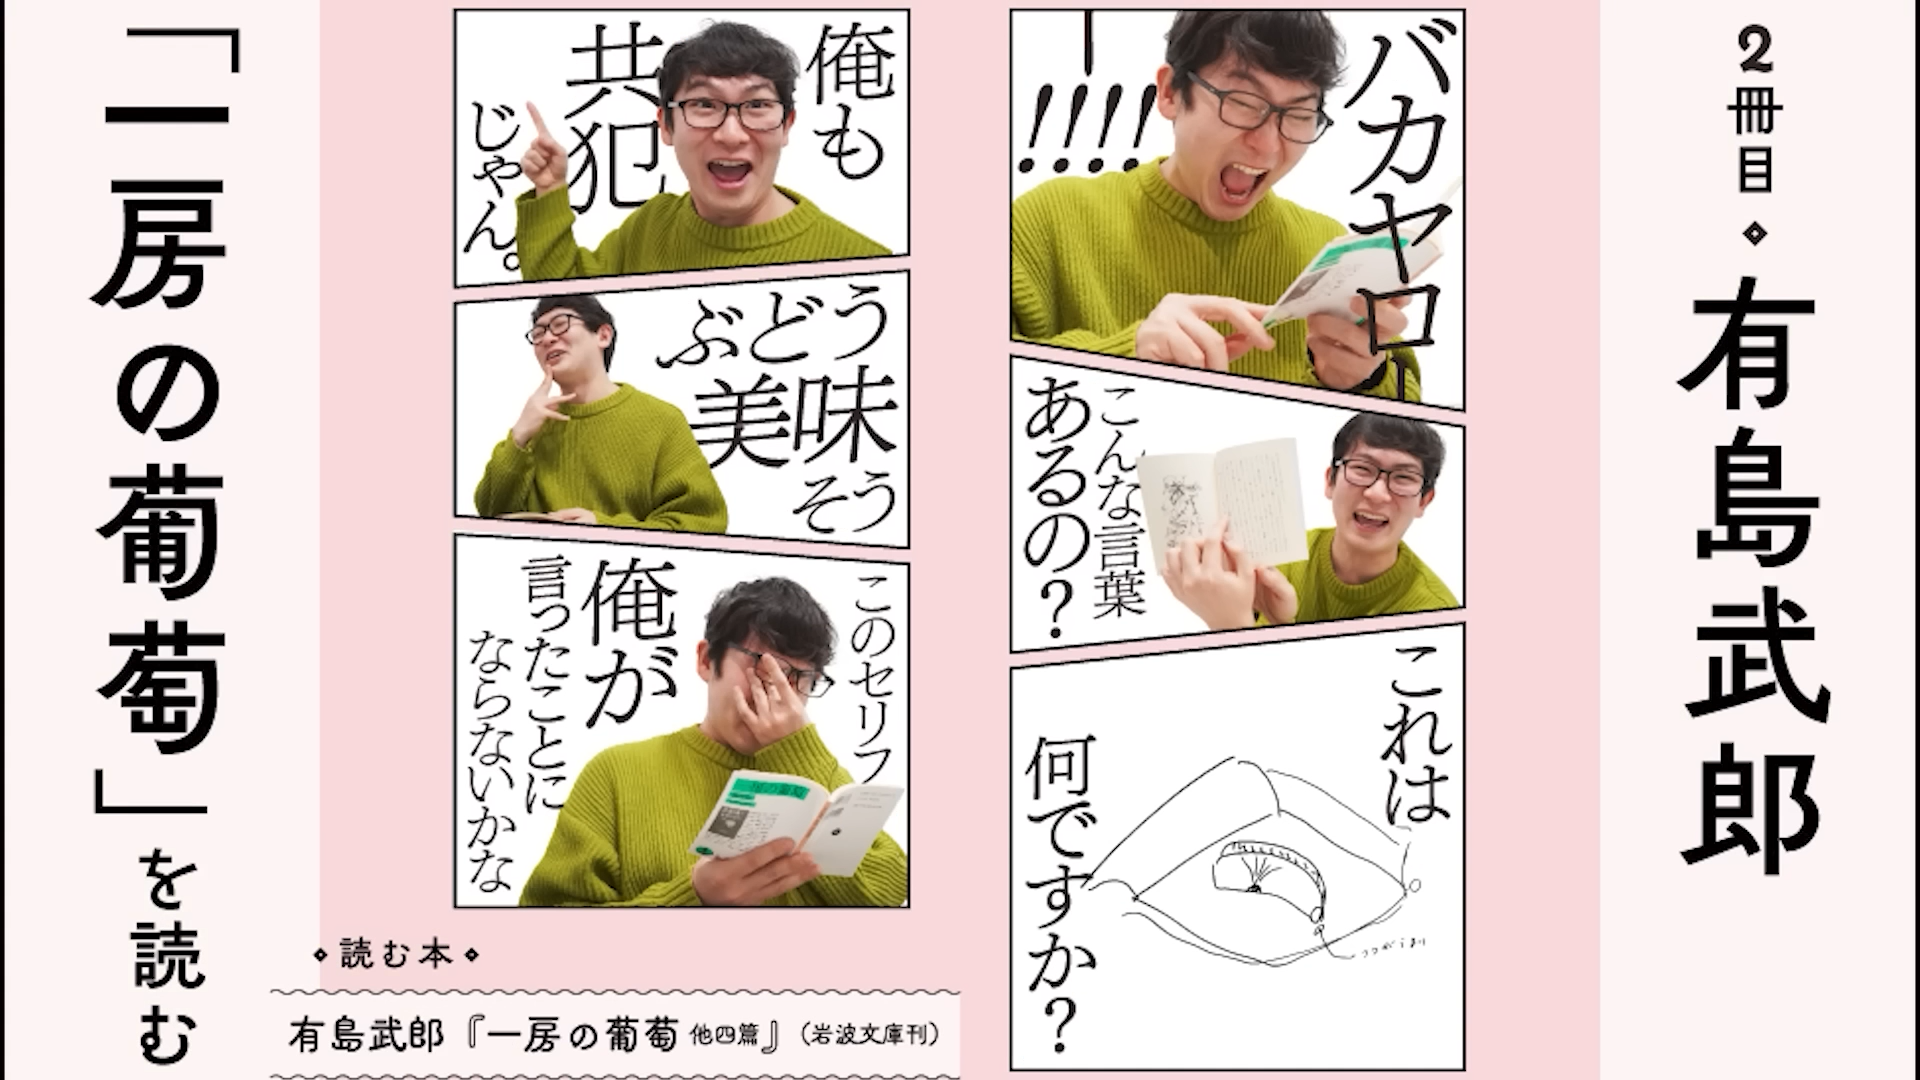 2冊目
有島武郎
「一房の葡萄」を読む
バカヤロー
ー!!!!
こんな言葉
あるの?
これは
何ですか?
俺も
共犯
じゃん。
ぶどう
美味
そう
このセリフ
俺が
言ったことに
ならないかな
読む本
有島武郎『一房の葡萄 他四篇』(岩波文庫刊)